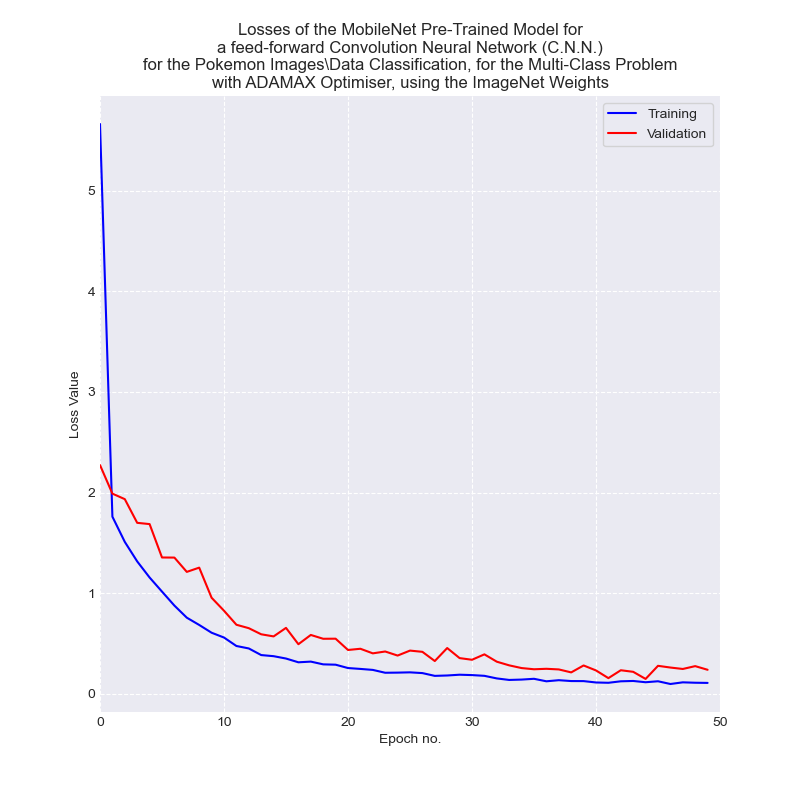 Losses of the MobileNet Pre-Trained Model for
a feed-forward Convolution Neural Network (C.N.N.)
for the Pokemon Images\Data Classification, for the Multi-Class Problem
with ADAMAX Optimiser, using the ImageNet Weights
Training
Validation
5
4
3
2
1
0
Loss Value
0 10 20 30 40 50
Epoch no.